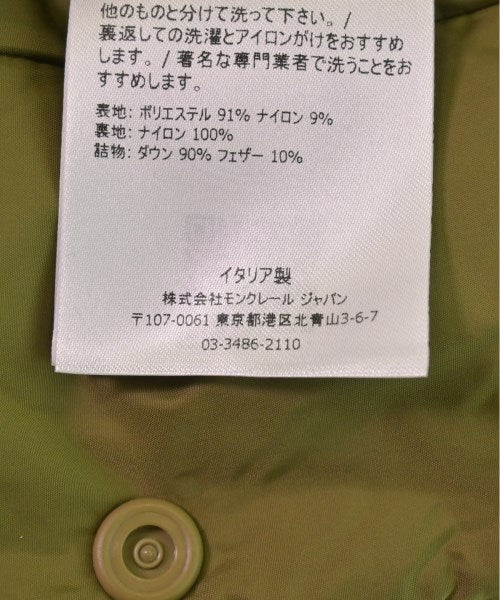 他のものと分けて洗って下さい。/
裏返しての洗濯とアイロンがけをおすすめ
します。/ 著名な専門業者で洗うことをお
すすめします。
表地: ポリエステル 91% ナイロン 9%
裏地: ナイロン 100%
詰物: ダウン 90% フェザー 10%
イタリア製
株式会社モンクレール ジャパン
〒107-0061 東京都港区北青山3-6-7
03-3486-2110